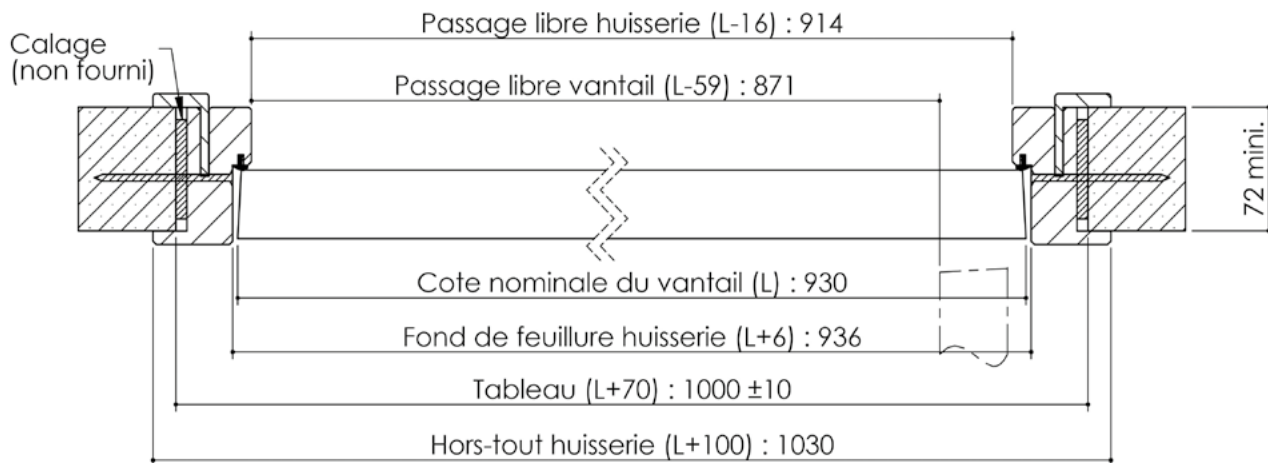 Passage libre huisserie (L-16) : 914
Calage
(non fourni)
Passage libre vantail (L-59) : 871
72 mini.
Cote nominale du vantail (L) : 930
Fond de feuillure huisserie (L+6) : 936
Tableau (L+70) : 1000 ±10
Hors-tout huisserie (L+100) : 1030